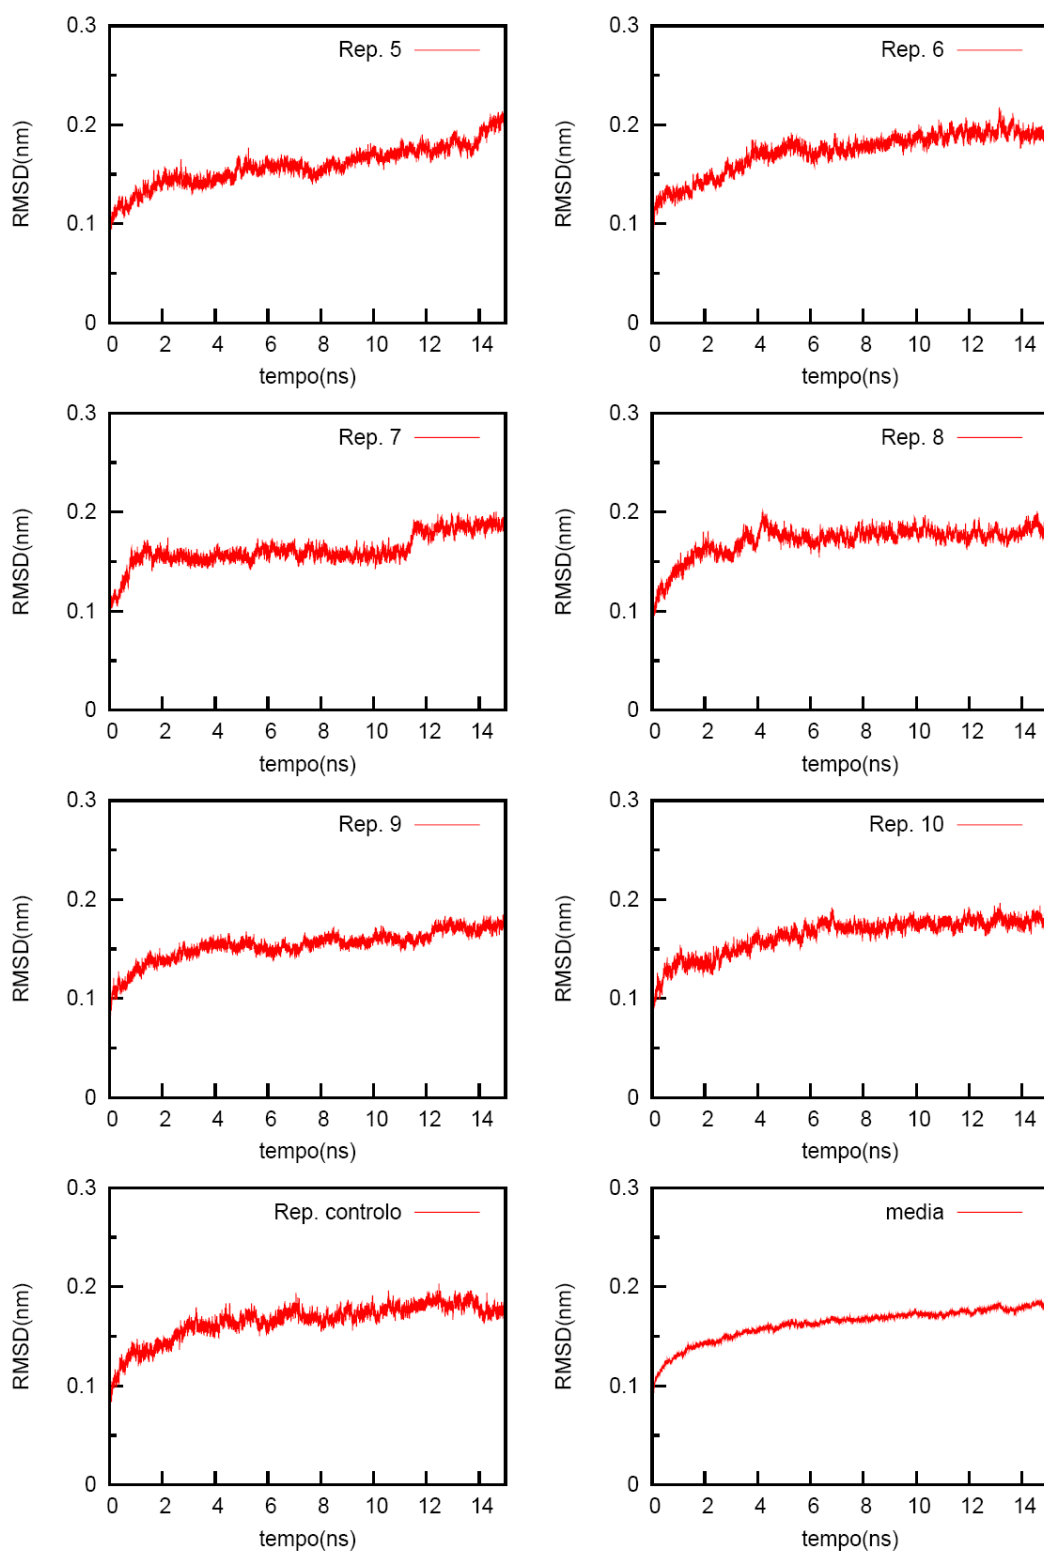 0.3
Rep. 5
0.2
RMSD(nm)
0.1
0
0 2 4 6 8 10 12 14
tempo(ns)
0.3
Rep. 6
0.2
RMSD(nm)
0.1
0
0 2 4 6 8 10 12 14
tempo(ns)
0.3
Rep. 7
0.2
RMSD(nm)
0.1
0
0 2 4 6 8 10 12 14
tempo(ns)
0.3
Rep. 8
0.2
RMSD(nm)
0.1
0
0 2 4 6 8 10 12 14
tempo(ns)
0.3
Rep. 9
0.2
RMSD(nm)
0.1
0
0 2 4 6 8 10 12 14
tempo(ns)
0.3
Rep. 10
0.2
RMSD(nm)
0.1
0
0 2 4 6 8 10 12 14
tempo(ns)
0.3
Rep. controlo
0.2
RMSD(nm)
0.1
0
0 2 4 6 8 10 12 14
tempo(ns)
0.3
media
0.2
RMSD(nm)
0.1
0
0 2 4 6 8 10 12 14
tempo(ns)